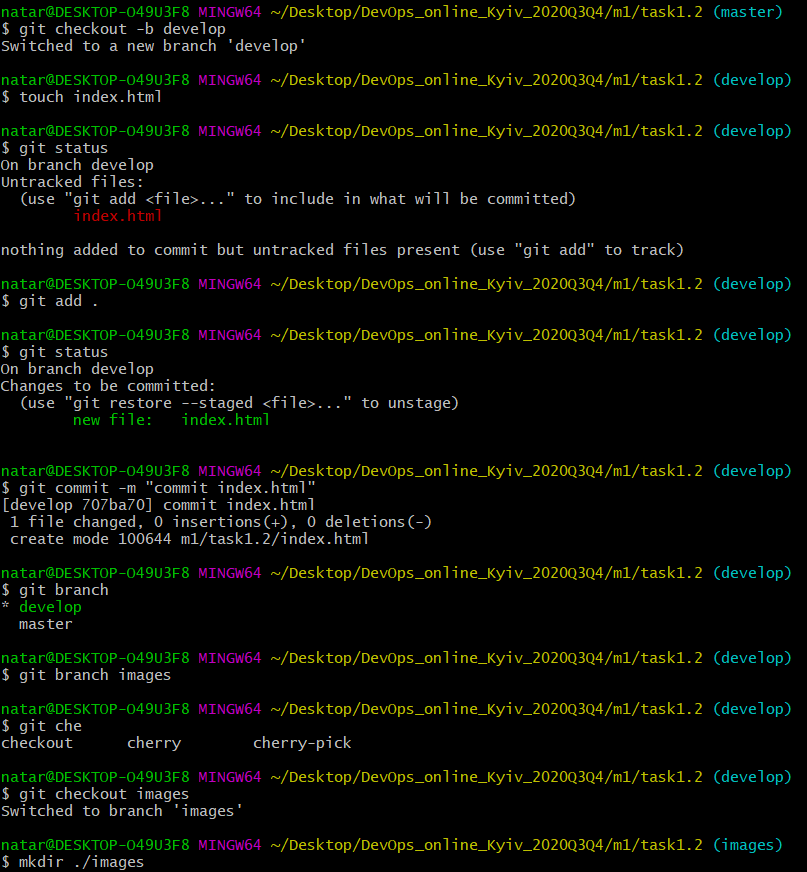 natar@DESKTOP-O49U3F8 MINGW64 ~/Desktop/DevOps_online_Kyiv_2020Q3Q4/m1/task1.2 (master)
$ git checkout -b develop
Switched to a new branch 'develop'

natar@DESKTOP-O49U3F8 MINGW64 ~/Desktop/DevOps_online_Kyiv_2020Q3Q4/m1/task1.2 (develop)
$ touch index.html

natar@DESKTOP-O49U3F8 MINGW64 ~/Desktop/DevOps_online_Kyiv_2020Q3Q4/m1/task1.2 (develop)
$ git status
On branch develop
Untracked files:
  (use "git add <file>..." to include in what will be committed)
        index.html

nothing added to commit but untracked files present (use "git add" to track)

natar@DESKTOP-O49U3F8 MINGW64 ~/Desktop/DevOps_online_Kyiv_2020Q3Q4/m1/task1.2 (develop)
$ git add .

natar@DESKTOP-O49U3F8 MINGW64 ~/Desktop/DevOps_online_Kyiv_2020Q3Q4/m1/task1.2 (develop)
$ git status
On branch develop
Changes to be committed:
  (use "git restore --staged <file>..." to unstage)
        new file:   index.html


natar@DESKTOP-O49U3F8 MINGW64 ~/Desktop/DevOps_online_Kyiv_2020Q3Q4/m1/task1.2 (develop)
$ git commit -m "commit index.html"
[develop 707ba70] commit index.html
 1 file changed, 0 insertions(+), 0 deletions(-)
 create mode 100644 m1/task1.2/index.html

natar@DESKTOP-O49U3F8 MINGW64 ~/Desktop/DevOps_online_Kyiv_2020Q3Q4/m1/task1.2 (develop)
$ git branch
* develop
  master

natar@DESKTOP-O49U3F8 MINGW64 ~/Desktop/DevOps_online_Kyiv_2020Q3Q4/m1/task1.2 (develop)
$ git branch images

natar@DESKTOP-O49U3F8 MINGW64 ~/Desktop/DevOps_online_Kyiv_2020Q3Q4/m1/task1.2 (develop)
$ git che
checkout      cherry        cherry-pick

natar@DESKTOP-O49U3F8 MINGW64 ~/Desktop/DevOps_online_Kyiv_2020Q3Q4/m1/task1.2 (develop)
$ git checkout images
Switched to branch 'images'

natar@DESKTOP-O49U3F8 MINGW64 ~/Desktop/DevOps_online_Kyiv_2020Q3Q4/m1/task1.2 (images)
$ mkdir ./images